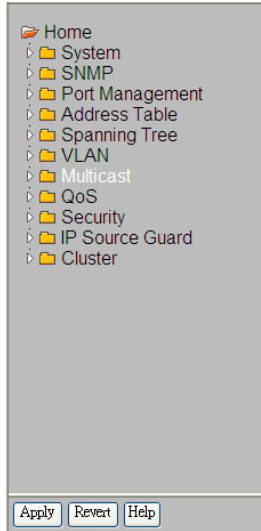 Home
System
SNMP
Port Management
Address Table
Spanning Tree
VLAN
Multicast
QoS
Security
IP Source Guard
Cluster
Apply Revert Help